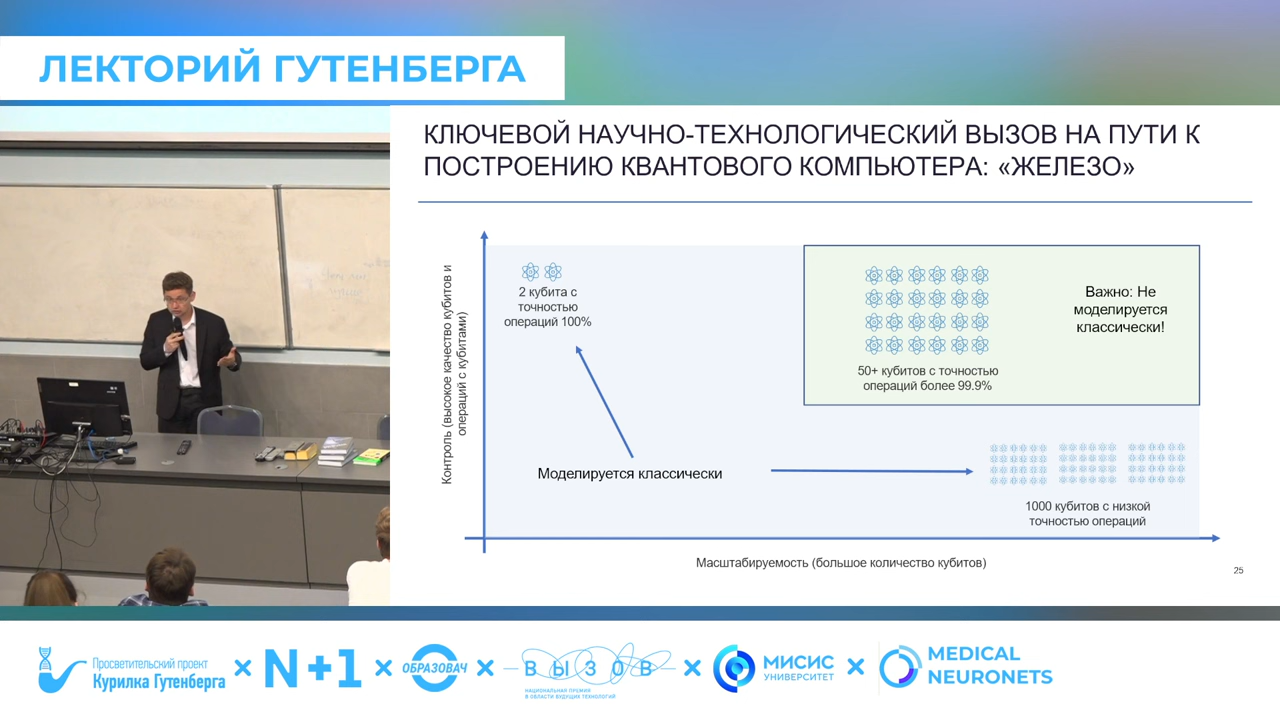 ЛЕКТОРИЙ ГУТЕНБЕРГА
КЛЮЧЕВОЙ НАУЧНО-ТЕХНОЛОГИЧЕСКИЙ ВЫЗОВ НА ПУТИ К
ПОСТРОЕНИЮ КВАНТОВОГО КОМПЬЮТЕРА: «ЖЕЛЕЗО»
Контроль (высокое качество кубитов и
операций с кубитами)
2 кубита с
точностью
операций 100%
50+ кубитов с точностью
операций более 99.9%
Важно: Не
моделируется
классически!
Моделируется классически
1000 кубитов с низкой
точностью операций
Масштабируемость (большое количество кубитов)
25
Просветительский проект
Курилка Гутенберга
N+1
ОБРАЗОВАЧ
ВЫЗОВ
НАЦИОНАЛЬНАЯ ПРЕМИЯ
В ОБЛАСТИ БУДУЩИХ ТЕХНОЛОГИЙ
МИСИС
УНИВЕРСИТЕТ
MEDICAL
NEURONETS